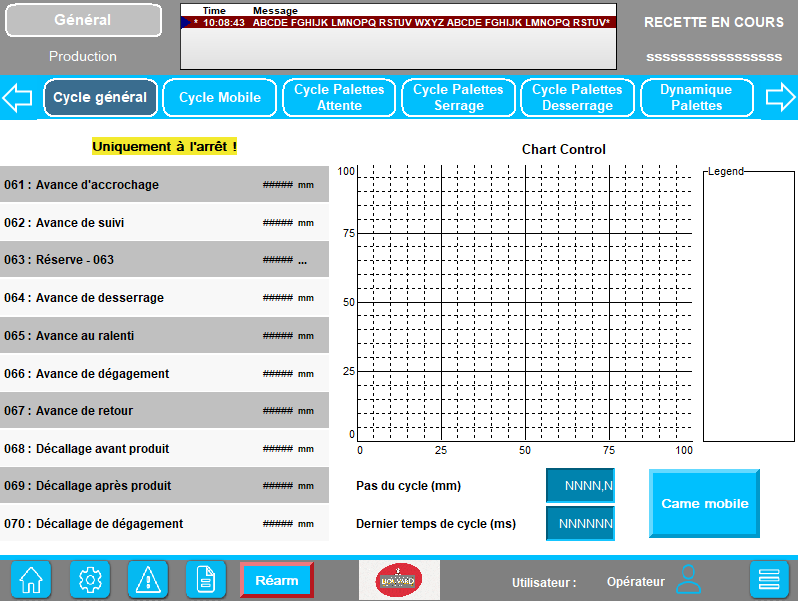 Général
Production
Time Message
* 10:08:43 ABCDE FGHIJK LMNOPQ RSTUV WXYZ ABCDE FGHIJK LMNOPQ RSTUV*
RECETTE EN COURS
sssssssssssssssss
Cycle général
Cycle Mobile
Cycle Palettes
Attente
Cycle Palettes
Serrage
Cycle Palettes
Desserrage
Dynamique
Palettes
Uniquement à l'arrêt !
061 : Avance d'accrochage ##### mm
062 : Avance de suivi ##### mm
063 : Réserve - 063 ##### ...
064 : Avance de desserrage ##### mm
065 : Avance au ralenti ##### mm
066 : Avance de dégagement ##### mm
067 : Avance de retour ##### mm
068 : Décallage avant produit ##### mm
069 : Décallage après produit ##### mm
070 : Décallage de dégagement ##### mm
Chart Control
100
75
50
25
0
0 25 50 75 100
Legend
Pas du cycle (mm) NNNN,N
Dernier temps de cycle (ms) NNNNNN
Came mobile
Réarm
BOUVARD
Utilisateur : Opérateur